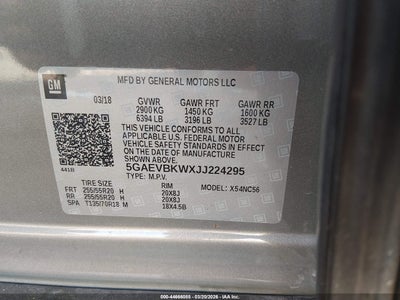 GM
MFD BY GENERAL MOTORS LLC
03/18 GVWR GAWR FRT GAWR RR
2900 KG 1450 KG 1600 KG
6394 LB 3196 LB 3527 LB
THIS VEHICLE CONFORMS TO ALL
APPLICABLE U.S. FEDERAL MOTOR
VEHICLE SAFETY STANDARDS IN EFFECT
ON THE DATE OF MANUFACTURE SHOWN ABOVE.
5GAEVBKWXJJ224295
TYPE: M.P.V. MODEL: X54NC56
TIRE SIZE RIM
FRT 255/55R20 H 20X8J
RR 255/55R20 H 20X8J
SPA T135/70R18 M 18X4.5B
OWNER: IAA - 44668085 - 03/20/2026 - IMAGE 9